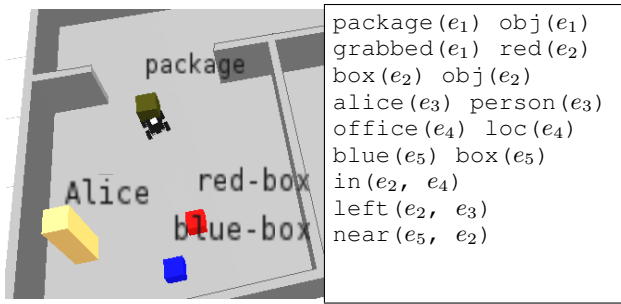 package
Alice
red-box
blue-box
package(e₁) obj(e₁)
grabbed(e₁) red(e₂)
box(e₂) obj(e₂)
alice(e₃) person(e₃)
office(e₄) loc(e₄)
blue(e₅) box(e₅)
in(e₂, e₄)
left(e₂, e₃)
near(e₅, e₂)